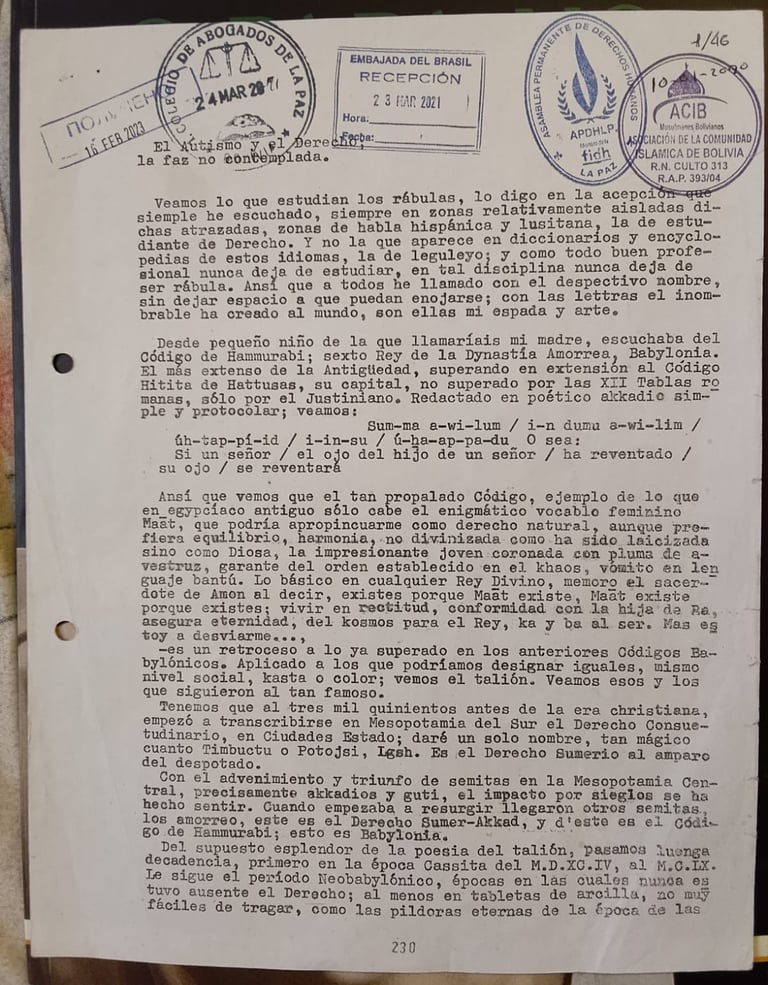 1/46
COLEGIO DE ABOGADOS DE LA PAZ
24 MAR
EMBAJADA DEL BRASIL
RECEPCIÓN
23 MAR 2021
Hora:
Fecha:
ASAMBLEA PERMANENTE DE DERECHOS HUMANOS
APDHLP.
fidh
LA PAZ
ACIB
Musulmanes Bolivianos
ASOCIACIÓN DE LA COMUNIDAD
ISLAMICA DE BOLIVIA
R.N. CULTO 313
R.A.P. 393/04
16 FEB 2023
El Autismo y el Derecho,
la faz no contemplada.
Veamos lo que estudian los rábulas, lo digo en la acepción que
siemple he escuchado, siempre en zonas relativamente aisladas di-
chas atrazadas, zonas de habla hispánica y lusitana, la de estu-
diante de Derecho. Y no la que aparece en diccionarios y encyclo-
pedias de estos idiomas, la de leguleyo; y como todo buen profe-
sional nunca deja de estudiar, en tal disciplina nunca deja de
ser rábula. Ansí que a todos he llamado con el despectivo nombre,
sin dejar espacio a que puedan enojarse; con las lettras el inom-
brable ha creado al mundo, son ellas mi espada y arte.
Desde pequeño niño de la que llamaríais mi madre, escuchaba del
Código de Hammurabi; sexto Rey de la Dynastía Amorrea, Babylonia.
El más extenso de la Antigüedad, superando en extensión al Código
Hitita de Hattusas, su capital, no superado por las XII Tablas ro
manas, sólo por el Justiniano. Redactado en poético akkadio sim-
ple y protocolar; veamos:
Sum-ma a-wi-lum / i-n dumu a-wi-lim /
úh-tap-pí-id / i-in-su / ú-ha-ap-pa-du O sea:
Si un señor / el ojo del hijo de un señor / ha reventado /
su ojo / se reventará
Ansí que vemos que el tan propalado Código, ejemplo de lo que
en egypcíaco antiguo sólo cabe el enigmático vocablo feminino
Maät, que podría apropincuarme como derecho natural, aunque pre-
fiera equilibrio, harmonia, no divinizada como ha sido laicizada
sino como Diosa, la impresionante joven coronada con pluma de a-
vestruz, garante del orden establecido en el khaos, vómito en len
guaje bantú. Lo básico en cualquier Rey Divino, memoro el sacer-
dote de Amon al decir, existes porque Maät existe, Maät existe
porque existes; vivir en rectitud, conformidad con la hija de Ra,
asegura eternidad, del kosmos para el Rey, ka y ba al ser. Mas es
toy a desviarme...,
-es un retroceso a lo ya superado en los anteriores Códigos Ba-
bylónicos. Aplicado a los que podríamos designar iguales, mismo
nivel social, kasta o color; vemos el talión. Veamos esos y los
que siguieron al tan famoso.
Tenemos que al tres mil quinientos antes de la era christiana,
empezó a transcribirse en Mesopotamia del Sur el Derecho Consue-
tudinario, en Ciudades Estado; daré un solo nombre, tan mágico
cuanto Timbuctu o Potojsi, Lgsh. Es el Derecho Sumerio al amparo
del despotado.
Con el advenimiento y triunfo de semitas en la Mesopotamia Cen-
tral, precisamente akkadios y guti, el impacto por sieglos se ha
hecho sentir. Cuando empezaba a resurgir llegaron otros semitas,
los amorreo, este es el Derecho Sumer-Akkad, y d'este es el Códi-
go de Hammurabi; esto es Babylonia.
Del supuesto esplendor de la poesia del talión, pasamos luenga
decadencia, primero en la época Cassita del M.D.XC.IV, al M.C.LX.
Le sigue el período Neobabylónico, épocas en las cuales nunca es
tuvo ausente el Derecho; al menos en tabletas de arcilla, no muy
fáciles de tragar, como las pildoras eternas de la época de las
230